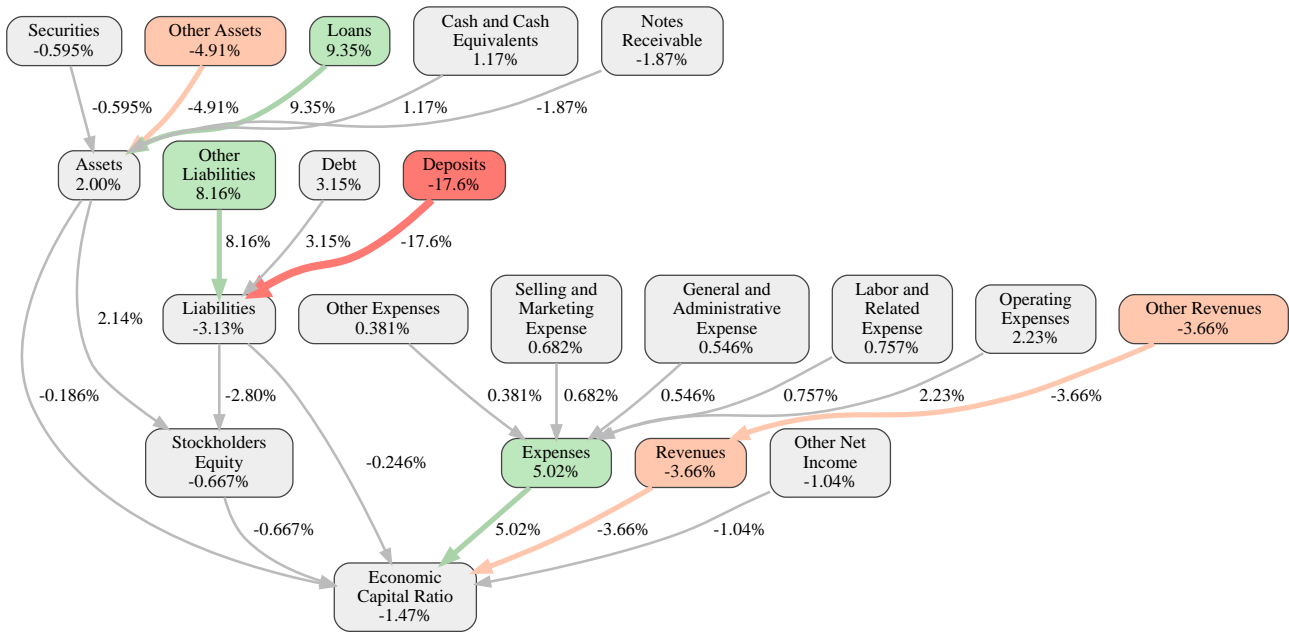 Securities
-0.595%
Other Assets
-4.91%
Loans
9.35%
Cash and Cash
Equivalents
1.17%
Notes
Receivable
-1.87%
-0.595%
-4.91%
9.35%
1.17%
-1.87%
Assets
2.00%
Other
Liabilities
8.16%
Debt
3.15%
Deposits
-17.6%
8.16%
3.15%
-17.6%
2.14%
Liabilities
-3.13%
Other Expenses
0.381%
Selling and
Marketing
Expense
0.682%
General and
Administrative
Expense
0.546%
Labor and
Related
Expense
0.757%
Operating
Expenses
2.23%
Other Revenues
-3.66%
-0.186%
-2.80%
0.381%
0.682%
0.546%
0.757%
2.23%
-3.66%
Stockholders
Equity
-0.667%
-0.246%
Expenses
5.02%
Revenues
-3.66%
Other Net
Income
-1.04%
-0.667%
5.02%
-3.66%
-1.04%
Economic
Capital Ratio
-1.47%